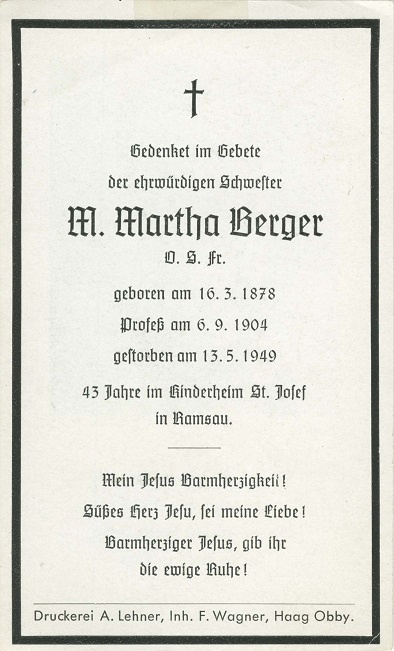 Gedenket im Gebete
der ehrwürdigen Schwester
M. Martha Berger
O. S. Fr.
geboren am 16. 3. 1878
Profeß am 6. 9. 1904
gestorben am 13. 5. 1949
43 Jahre im Kinderheim St. Josef
in Ramsau.
Mein Jesus Barmherzigkeit!
Süßes Herz Jesu, sei meine Liebe!
Barmherziger Jesus, gib ihr
die ewige Ruhe!
Druckerei A. Lehner, Inh. F. Wagner, Haag Obby.